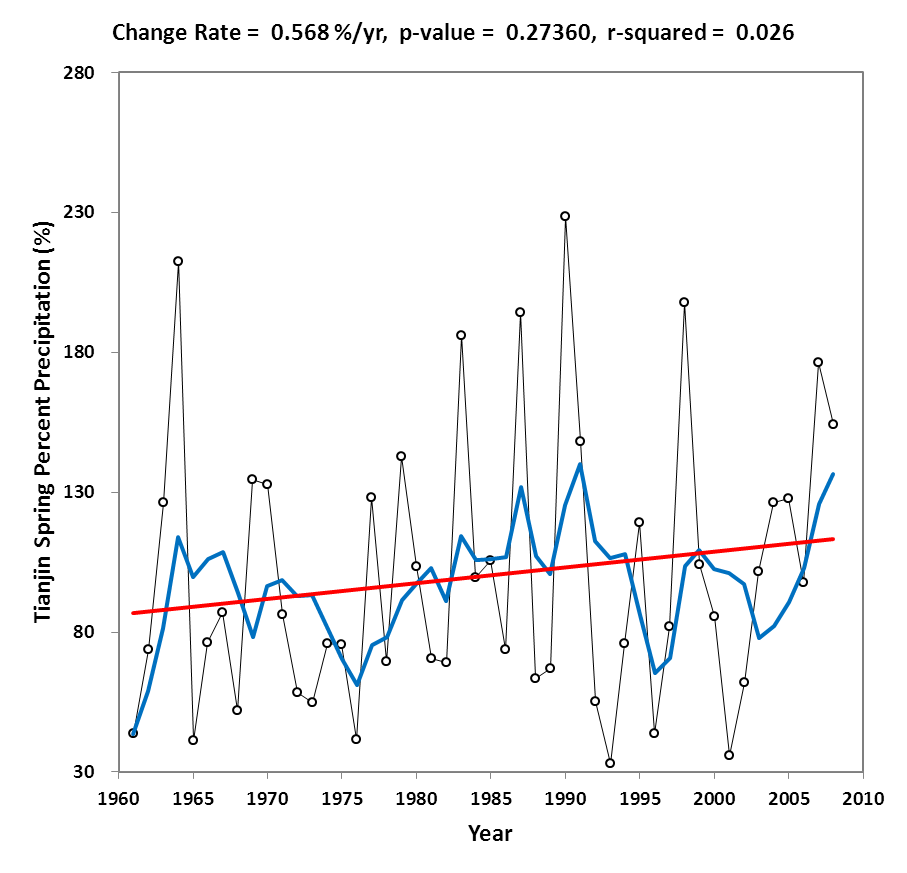 Change Rate = 0.568 %/yr, p-value = 0.27360, r-squared = 0.026
280
230
180
130
80
30
Tianjin Spring Percent Precipitation (%)
1960 1965 1970 1975 1980 1985 1990 1995 2000 2005 2010
Year